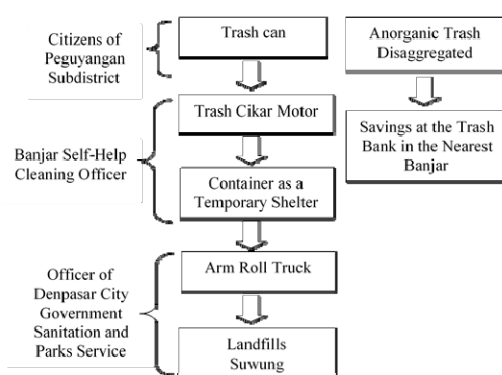 Citizens of
Peguyangan
Subdistrict
Trash can
Anorganic Trash
Disaggregated
Banjar Self-Help
Cleaning Officer
Trash Cikar Motor
Savings at the Trash
Bank in the Nearest
Banjar
Container as a
Temporary Shelter
Officer of
Denpasar City
Government
Sanitation and
Parks Service
Arm Roll Truck
Landfills
Suwung